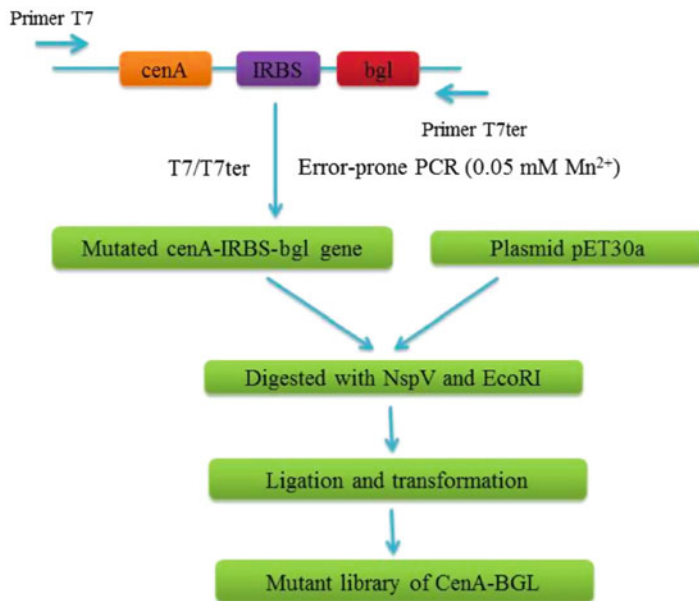 Primer T7
cenA IRBS bgl
Primer T7ter
T7/T7ter Error-prone PCR (0.05 mM Mn²⁺)
Mutated cenA-IRBS-bgl gene Plasmid pET30a
Digested with NspV and EcoRI
Ligation and transformation
Mutant library of CenA-BGL